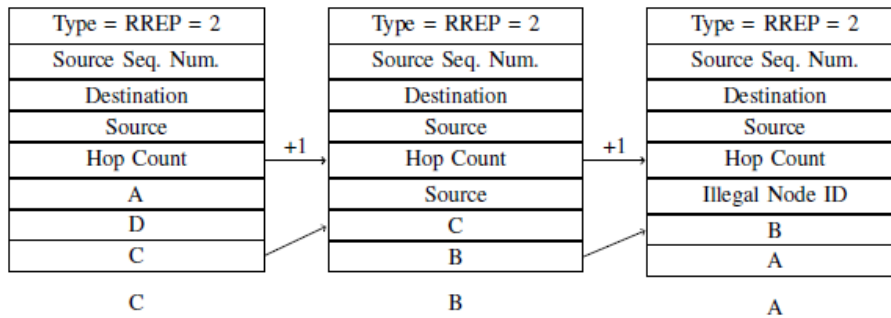 Type = RREP = 2
Source Seq. Num.
Destination
Source
Hop Count
A
D
C
C
+1
Type = RREP = 2
Source Seq. Num.
Destination
Source
Hop Count
Source
C
B
B
+1
Type = RREP = 2
Source Seq. Num.
Destination
Source
Hop Count
Illegal Node ID
B
A
A